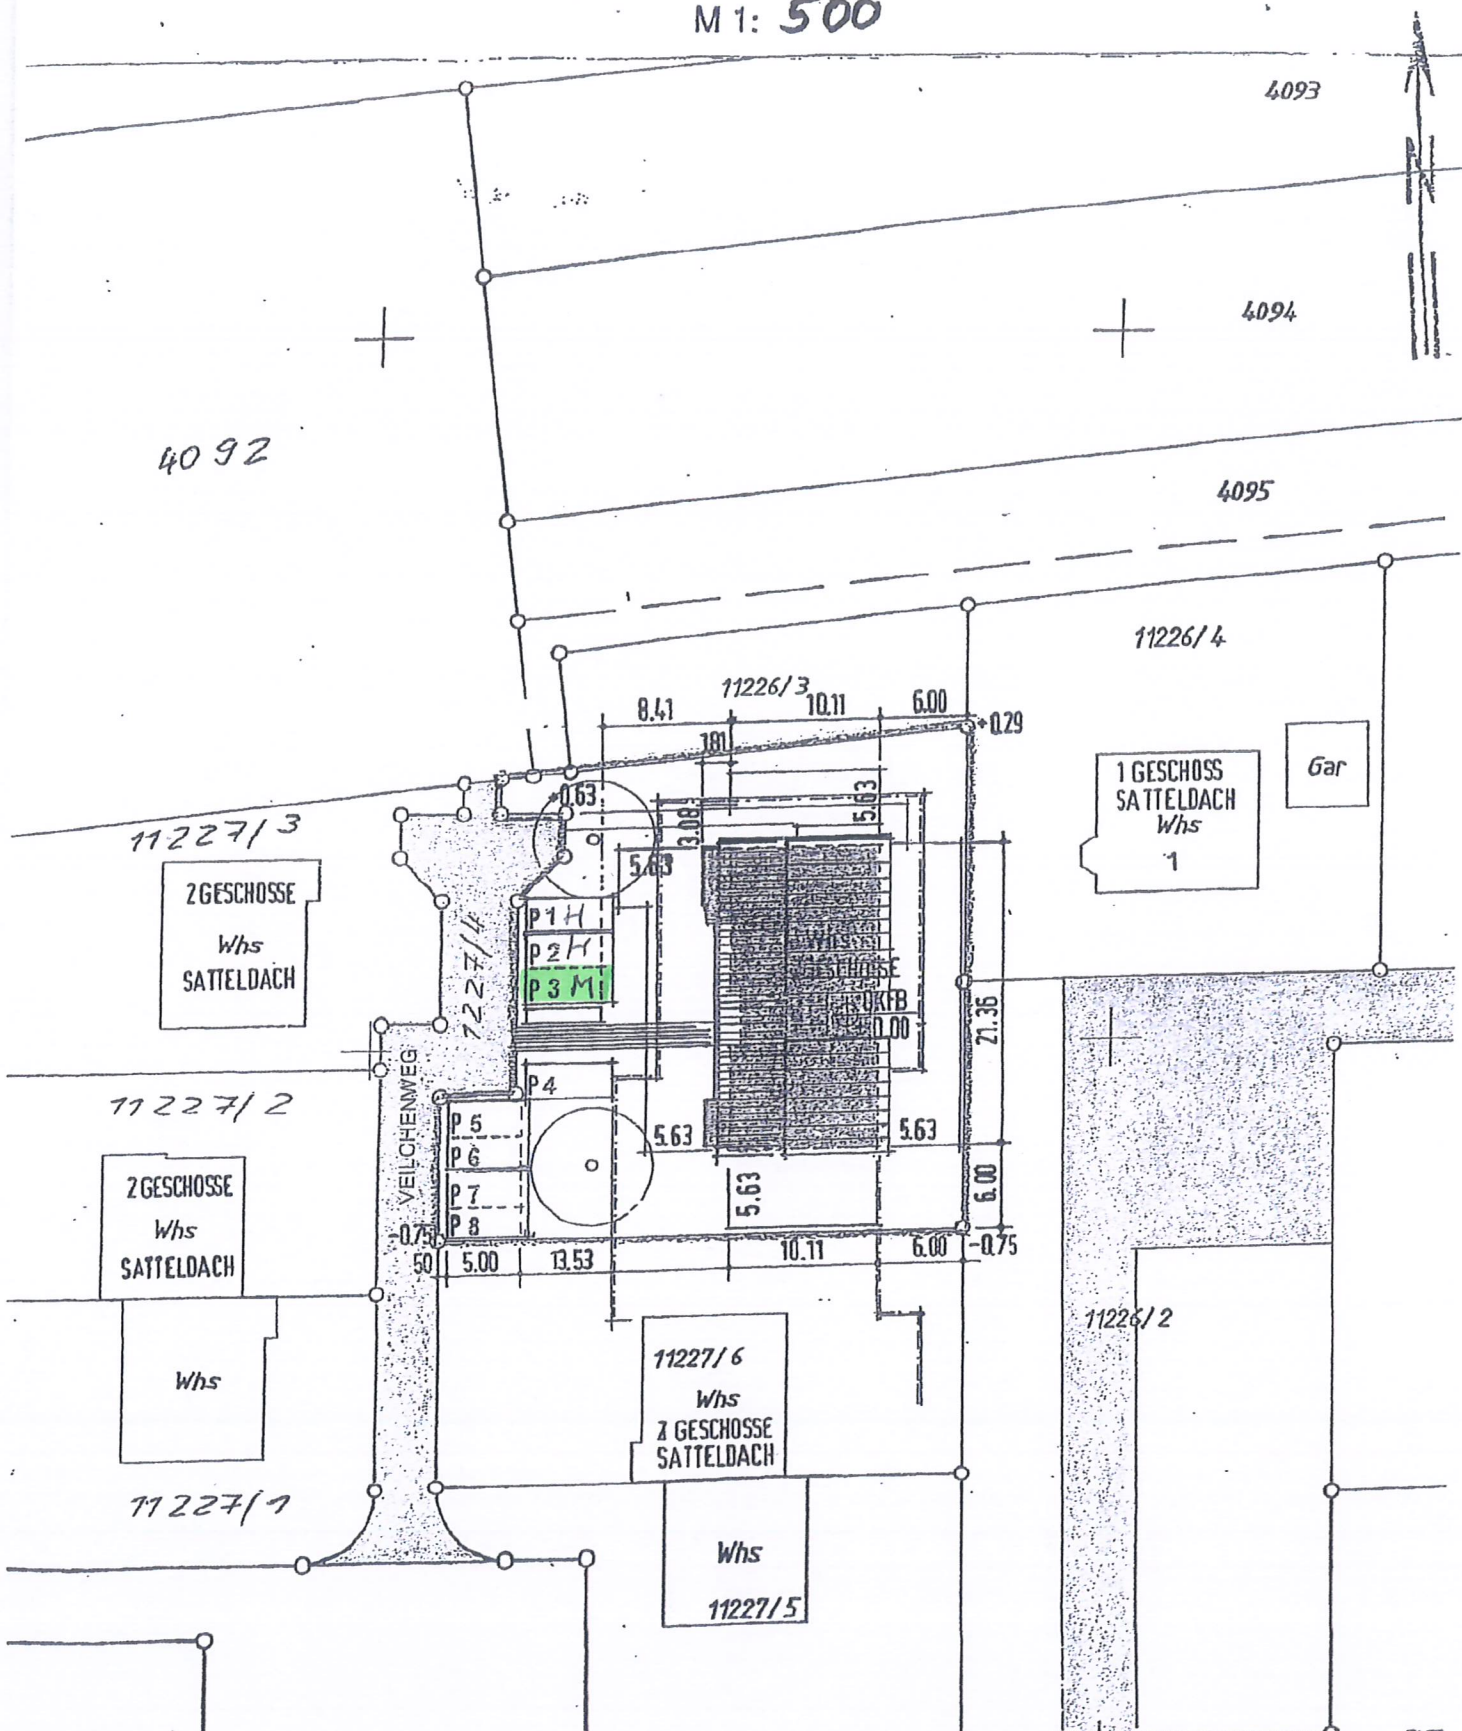 M 1: 500
4093
4094
4092
4095
11226/4
11226/3
8.41
10.11
6.00
+0.29
1.81
1 GESCHOSS
SATTELDACH
Whs
1
Gar
+0.63
5.63
3.08
5.63
11227/3
2 GESCHOSSE
Whs
SATTELDACH
11227/4
P 1 H
P 2 H
P 3 M
Whs
GESCHOSSE
OKFB
0.00
21.36
VEILCHENWEG
11227/2
P 4
P 5
P 6
P 7
P 8
5.63
5.63
5.63
6.00
2 GESCHOSSE
Whs
SATTELDACH
-0.75
50
5.00
13.53
10.11
6.00
-0.75
11226/2
Whs
11227/6
Whs
2 GESCHOSSE
SATTELDACH
11227/1
Whs
11227/5